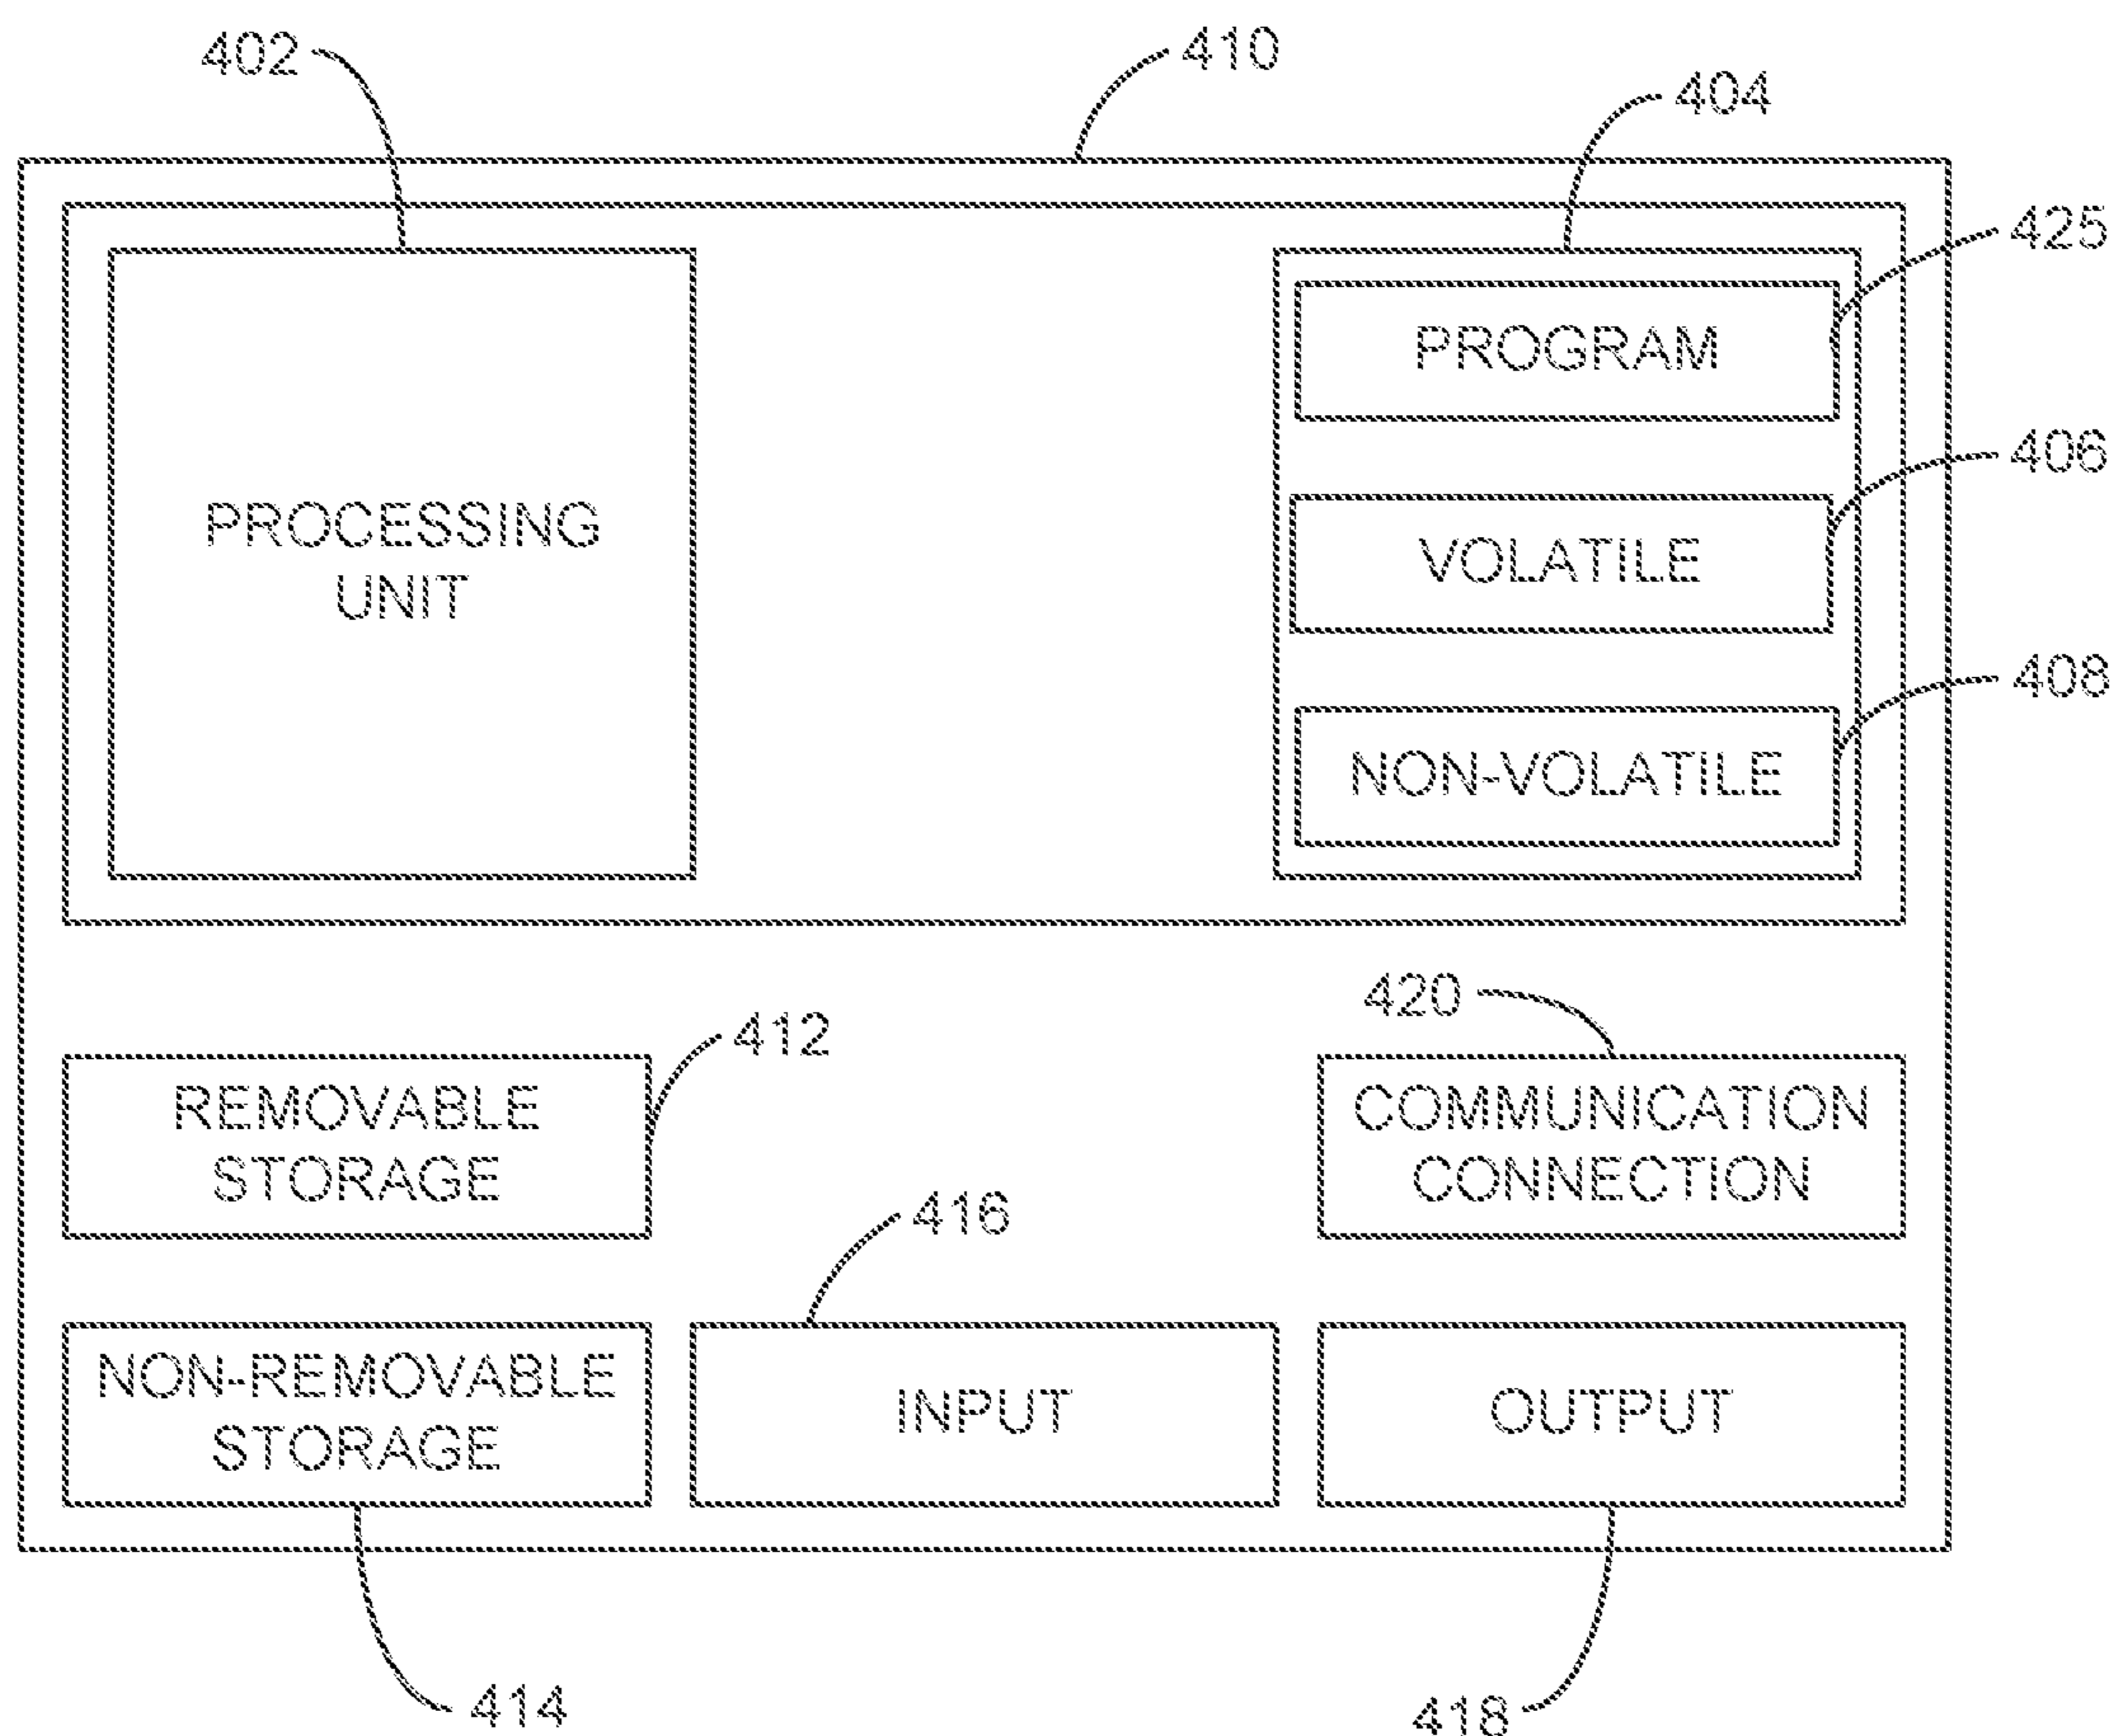 402
410
404
425
PROGRAM
406
PROCESSING
UNIT
VOLATILE
408
NON-VOLATILE
420
412
REMOVABLE
STORAGE
COMMUNICATION
CONNECTION
416
NON-REMOVABLE
STORAGE
INPUT
OUTPUT
414
418